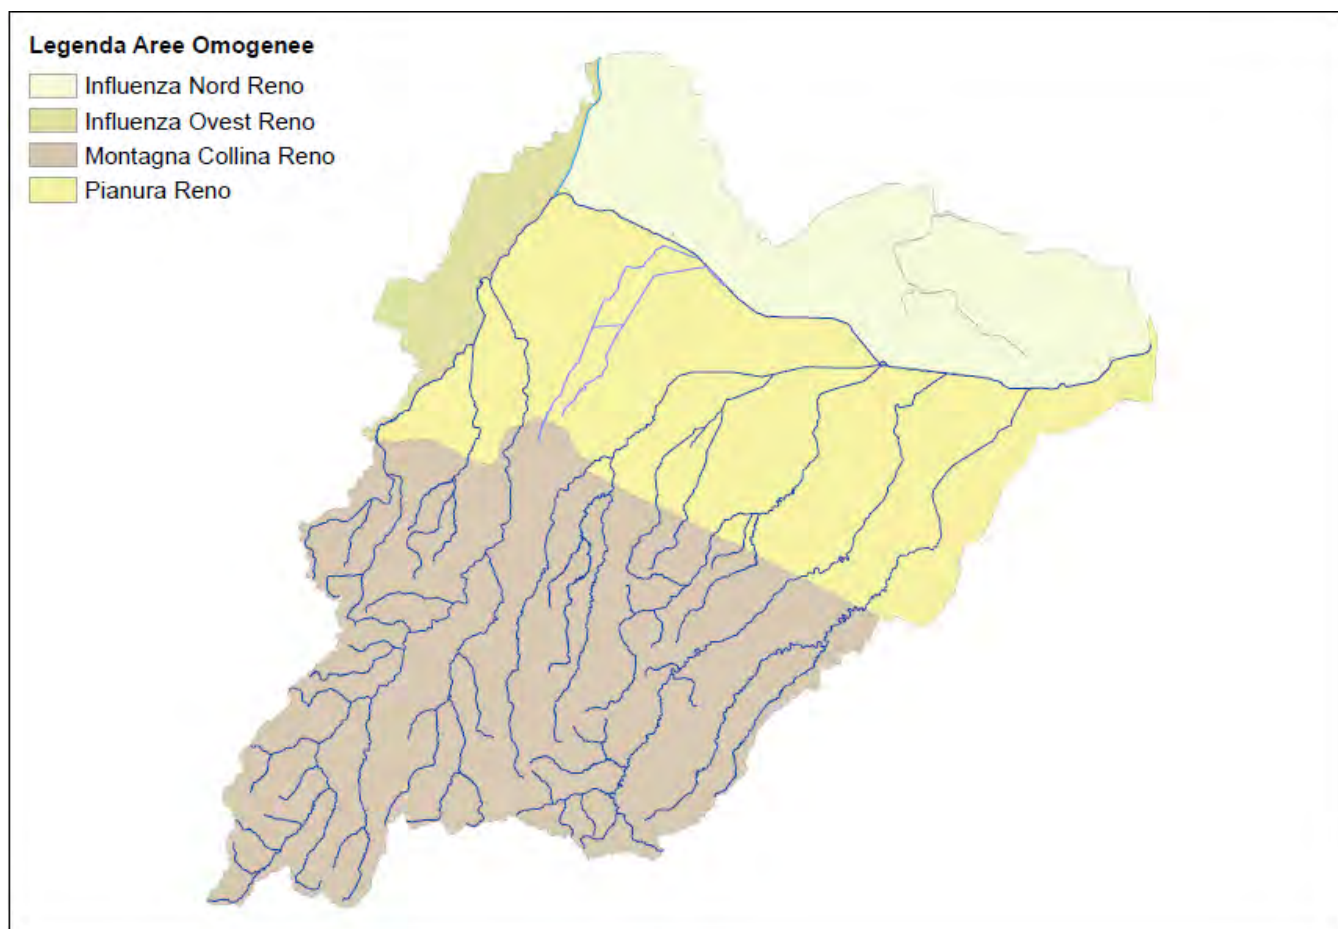 Legenda Aree Omogenee
Influenza Nord Reno
Influenza Ovest Reno
Montagna Collina Reno
Pianura Reno